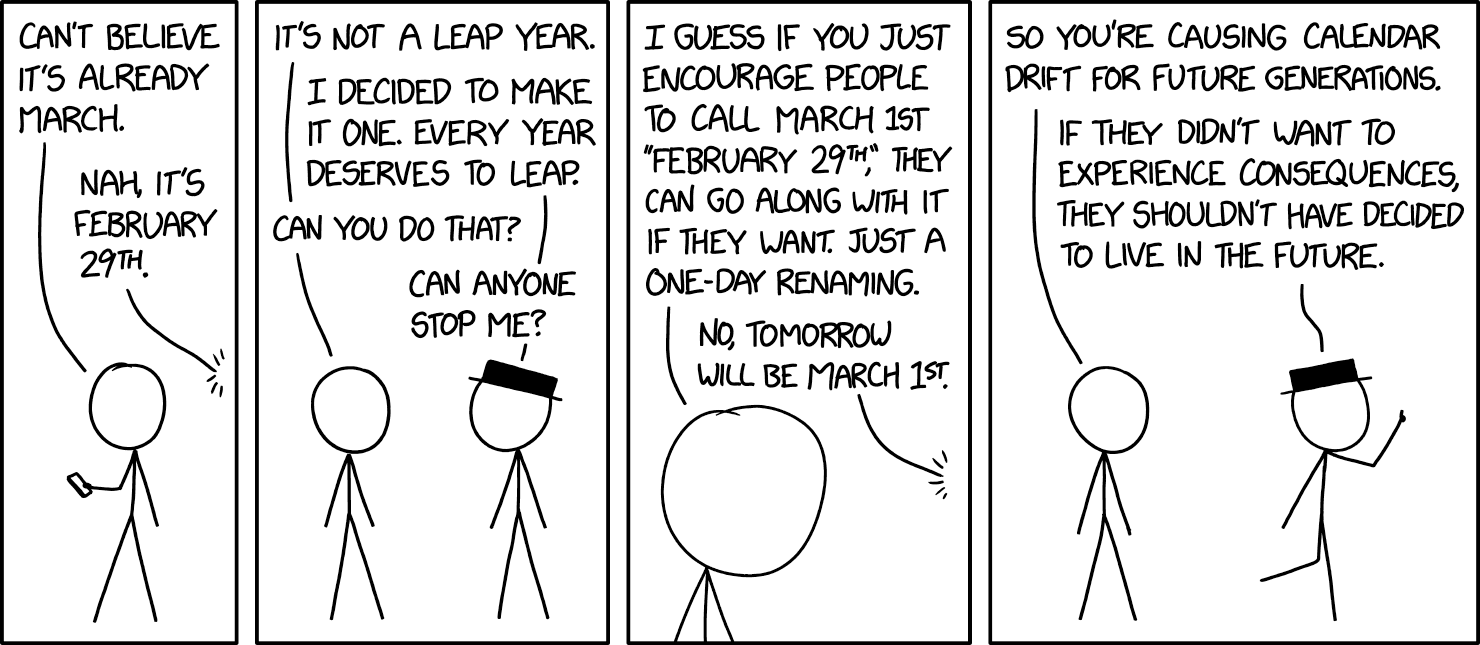 CAN'T BELIEVE
IT'S ALREADY
MARCH.
NAH, IT'S
FEBRUARY
29TH.
IT'S NOT A LEAP YEAR.
I DECIDED TO MAKE
IT ONE. EVERY YEAR
DESERVES TO LEAP.
CAN YOU DO THAT?
CAN ANYONE
STOP ME?
I GUESS IF YOU JUST
ENCOURAGE PEOPLE
TO CALL MARCH 1ST
"FEBRUARY 29TH," THEY
CAN GO ALONG WITH IT
IF THEY WANT. JUST A
ONE-DAY RENAMING.
NO, TOMORROW
WILL BE MARCH 1ST.
SO YOU'RE CAUSING CALENDAR
DRIFT FOR FUTURE GENERATIONS.
IF THEY DIDN'T WANT TO
EXPERIENCE CONSEQUENCES,
THEY SHOULDN'T HAVE DECIDED
TO LIVE IN THE FUTURE.